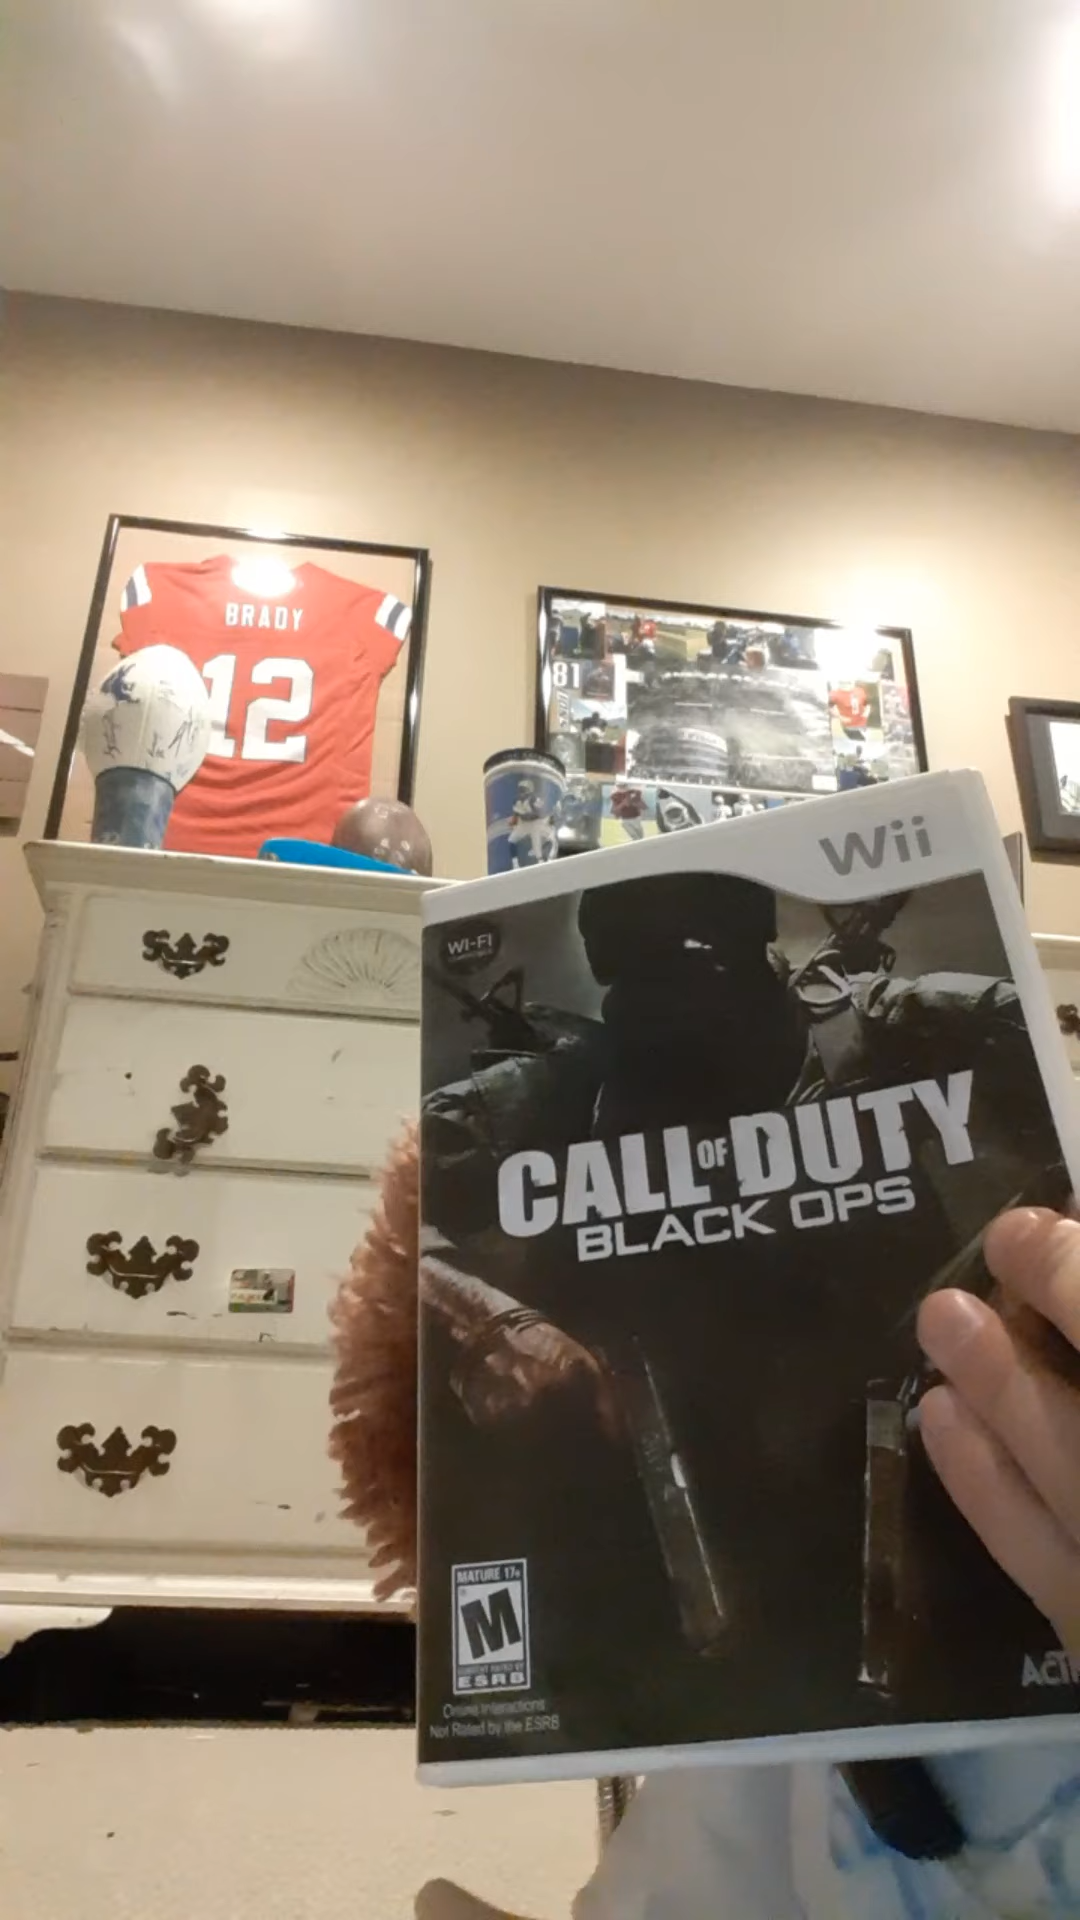 BRADY
12
81
Wii
WI-FI
CALL OF DUTY
BLACK OPS
MATURE 17+
M
ESRB
Online Interactions
Not Rated by the ESRB